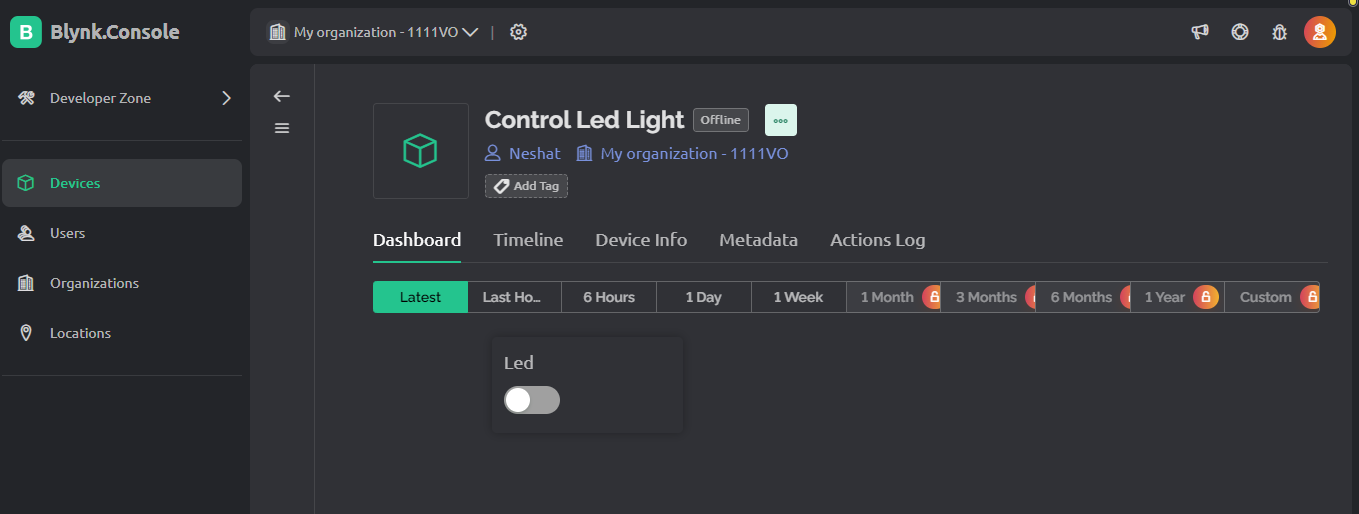 B Blynk.Console
My organization - 1111VO |
Developer Zone
Devices
Users
Organizations
Locations
Control Led Light Offline
Neshat My organization - 1111VO
Add Tag
Dashboard Timeline Device Info Metadata Actions Log
Latest Last Ho... 6 Hours 1 Day 1 Week 1 Month 3 Months 6 Months 1 Year Custom
Led